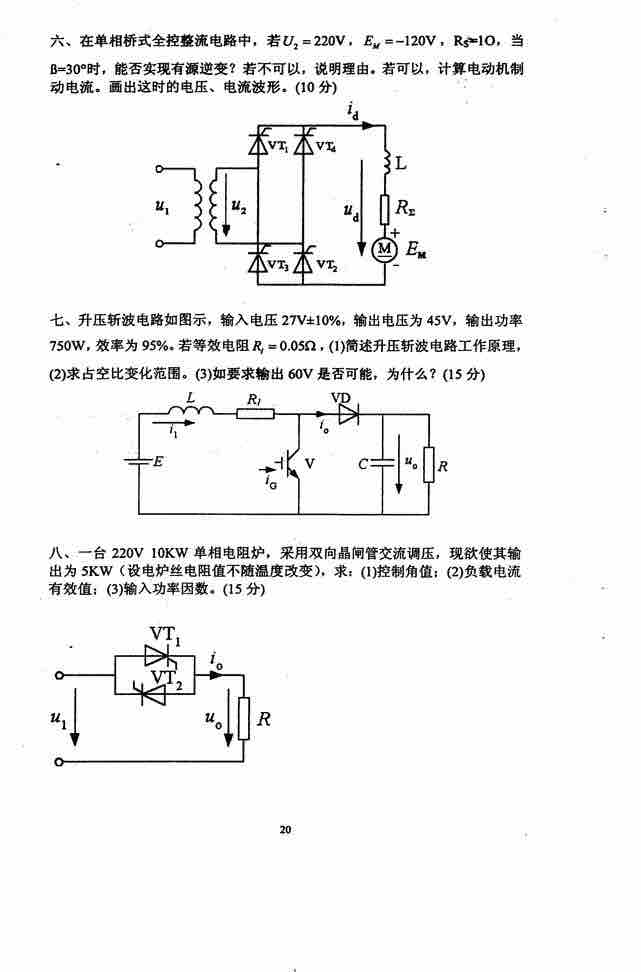 六、在单相桥式全控整流电路中，若U₂ = 220V， E_M = −120V， RΣ=1Ω，当
β=30°时，能否实现有源逆变？若不可以，说明理由。若可以，计算电动机制
动电流。画出这时的电压、电流波形。(10 分)
i_d
VT₁ VT₄
L
u₁ u₂ u_d R_Σ
+
M E_M
VT₃ VT₂ -
七、升压斩波电路如图示，输入电压 27V±10%，输出电压为 45V，输出功率
750W，效率为 95%。若等效电阻 R_l = 0.05Ω，(1)简述升压斩波电路工作原理，
(2)求占空比变化范围。(3)如要求输出 60V 是否可能，为什么？(15 分)
L R_l VD
i₁ i_o
E V C u_o R
i_G
八、一台 220V 10KW 单相电阻炉，采用双向晶闸管交流调压，现欲使其输
出为 5KW（设电炉丝电阻值不随温度改变），求：(1)控制角值；(2)负载电流
有效值；(3)输入功率因数。(15 分)
VT₁
i_o
VT₂
u₁ u_o R
20